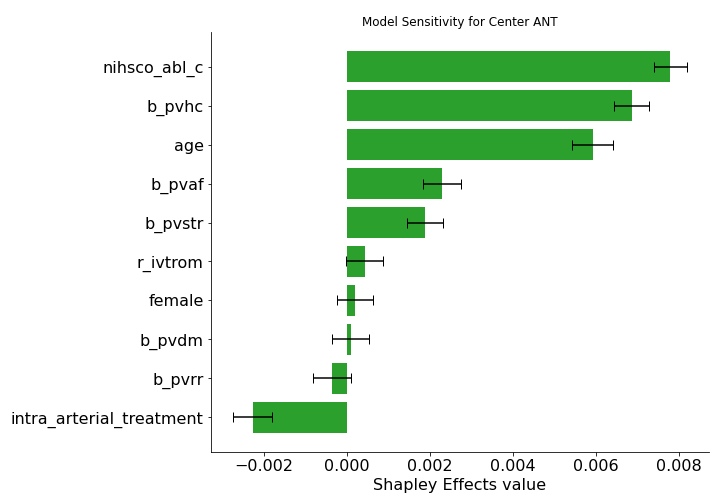 Model Sensitivity for Center ANT
nihsco_abl_c
b_pvhc
age
b_pvaf
b_pvstr
r_ivtrom
female
b_pvdm
b_pvrr
intra_arterial_treatment
−0.002 0.000 0.002 0.004 0.006 0.008
Shapley Effects value